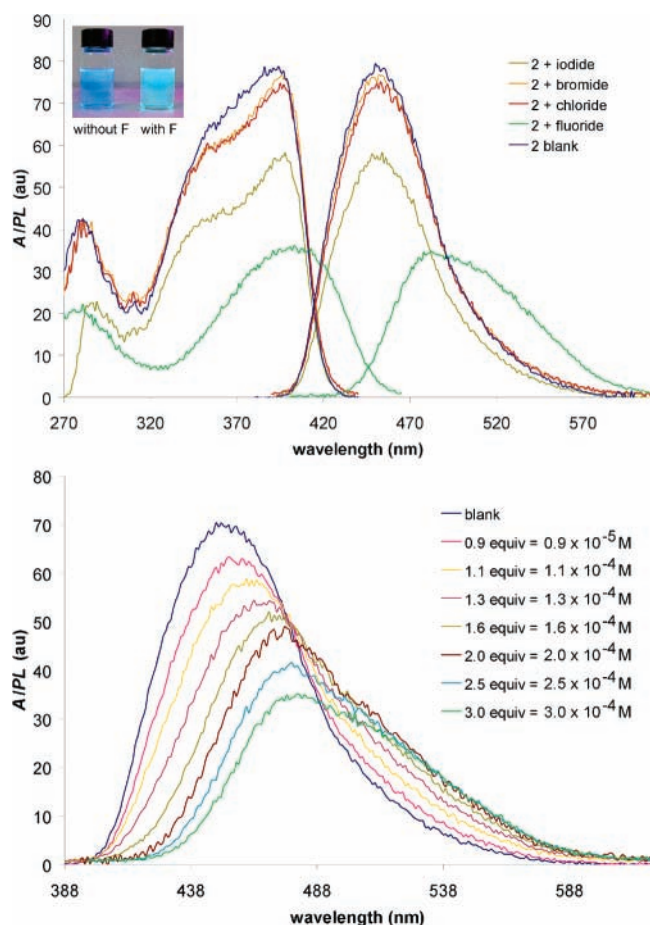 A/PL (au)
90
80
70
60
50
40
30
20
10
0
without F with F
2 + iodide
2 + bromide
2 + chloride
2 + fluoride
2 blank
270 320 370 420 470 520 570
wavelength (nm)
A/PL (au)
80
70
60
50
40
30
20
10
0
blank
0.9 equiv = 0.9 x 10⁻⁵ M
1.1 equiv = 1.1 x 10⁻⁴ M
1.3 equiv = 1.3 x 10⁻⁴ M
1.6 equiv = 1.6 x 10⁻⁴ M
2.0 equiv = 2.0 x 10⁻⁴ M
2.5 equiv = 2.5 x 10⁻⁴ M
3.0 equiv = 3.0 x 10⁻⁴ M
388 438 488 538 588
wavelength (nm)